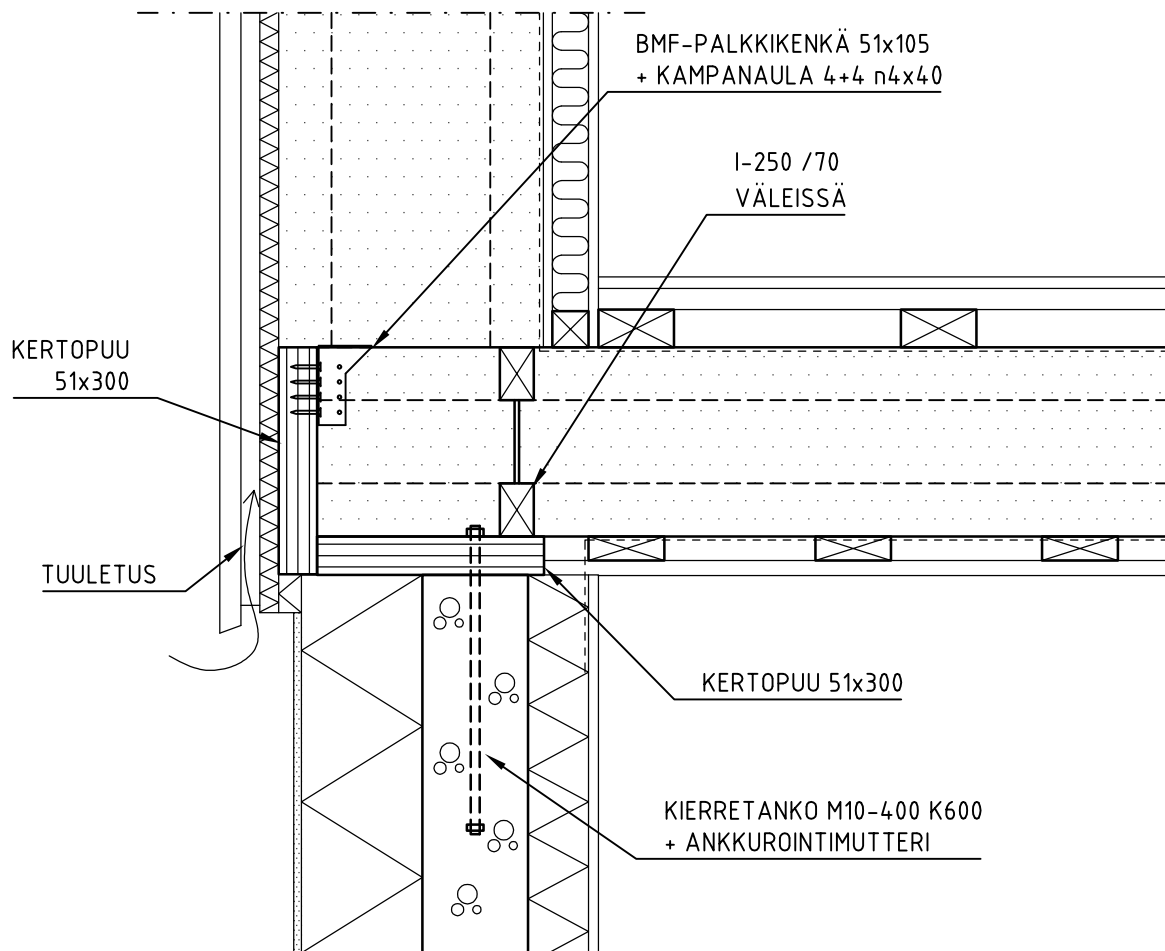 BMF-PALKKIKENKÄ 51x105
+ KAMPANAULA 4+4 n4x40
I-250 /70
VÄLEISSÄ
KERTOPUU
51x300
TUULETUS
KERTOPUU 51x300
KIERRETANKO M10-400 K600
+ ANKKUROINTIMUTTERI